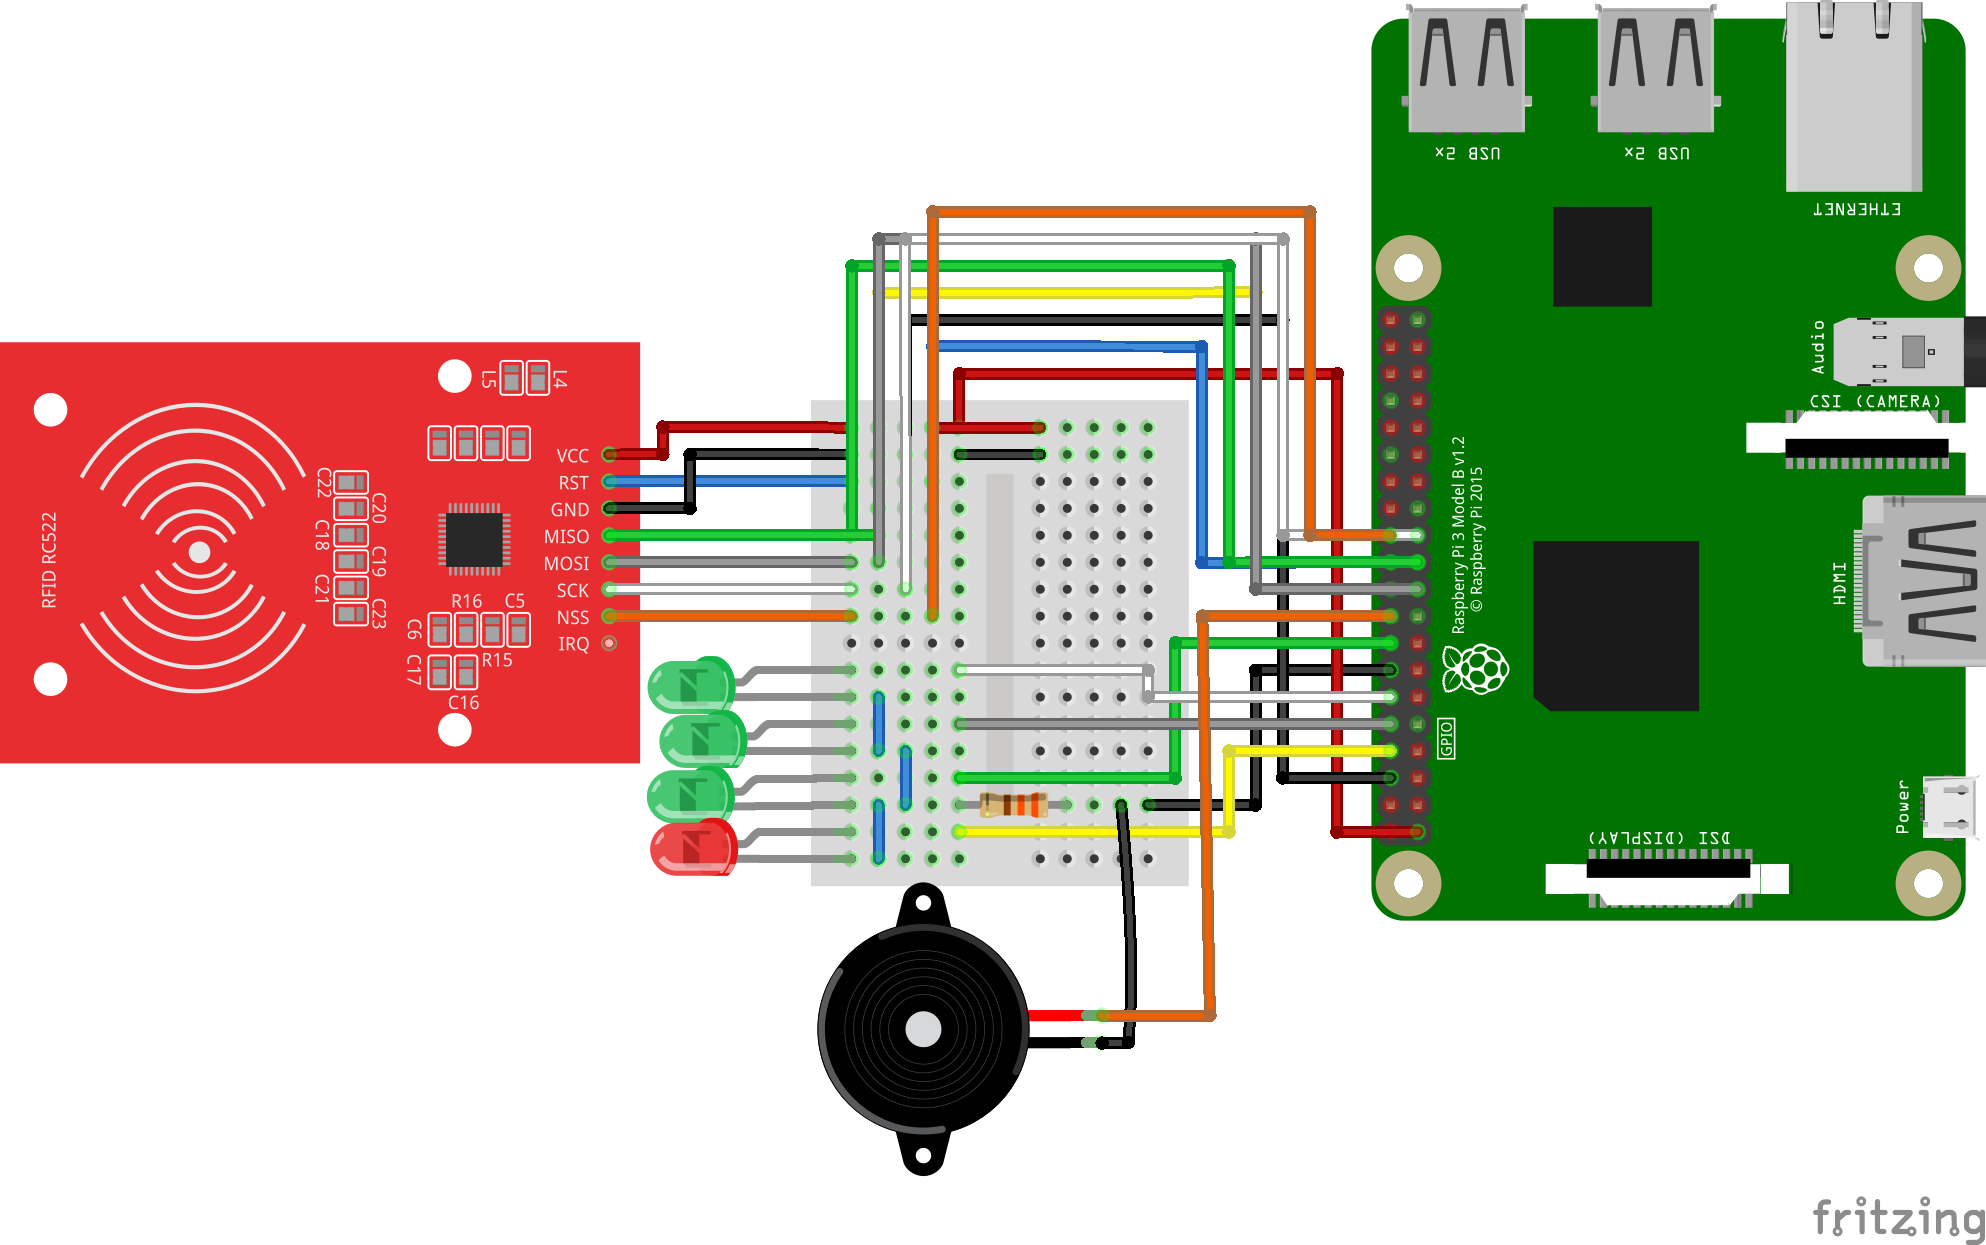 USB 2x
USB 2x
ETHERNET
Audio
CSI (CAMERA)
L5
L4
VCC
RST
GND
MISO
MOSI
SCK
NSS
IRQ
RFID RC522
C22
C20
C18
C19
C21
C23
R16
C5
C6
R15
C17
C16
Raspberry Pi 3 Model B v1.2
© Raspberry Pi 2015
HDMI
GPIO
Power
DSI (DISPLAY)
fritzing